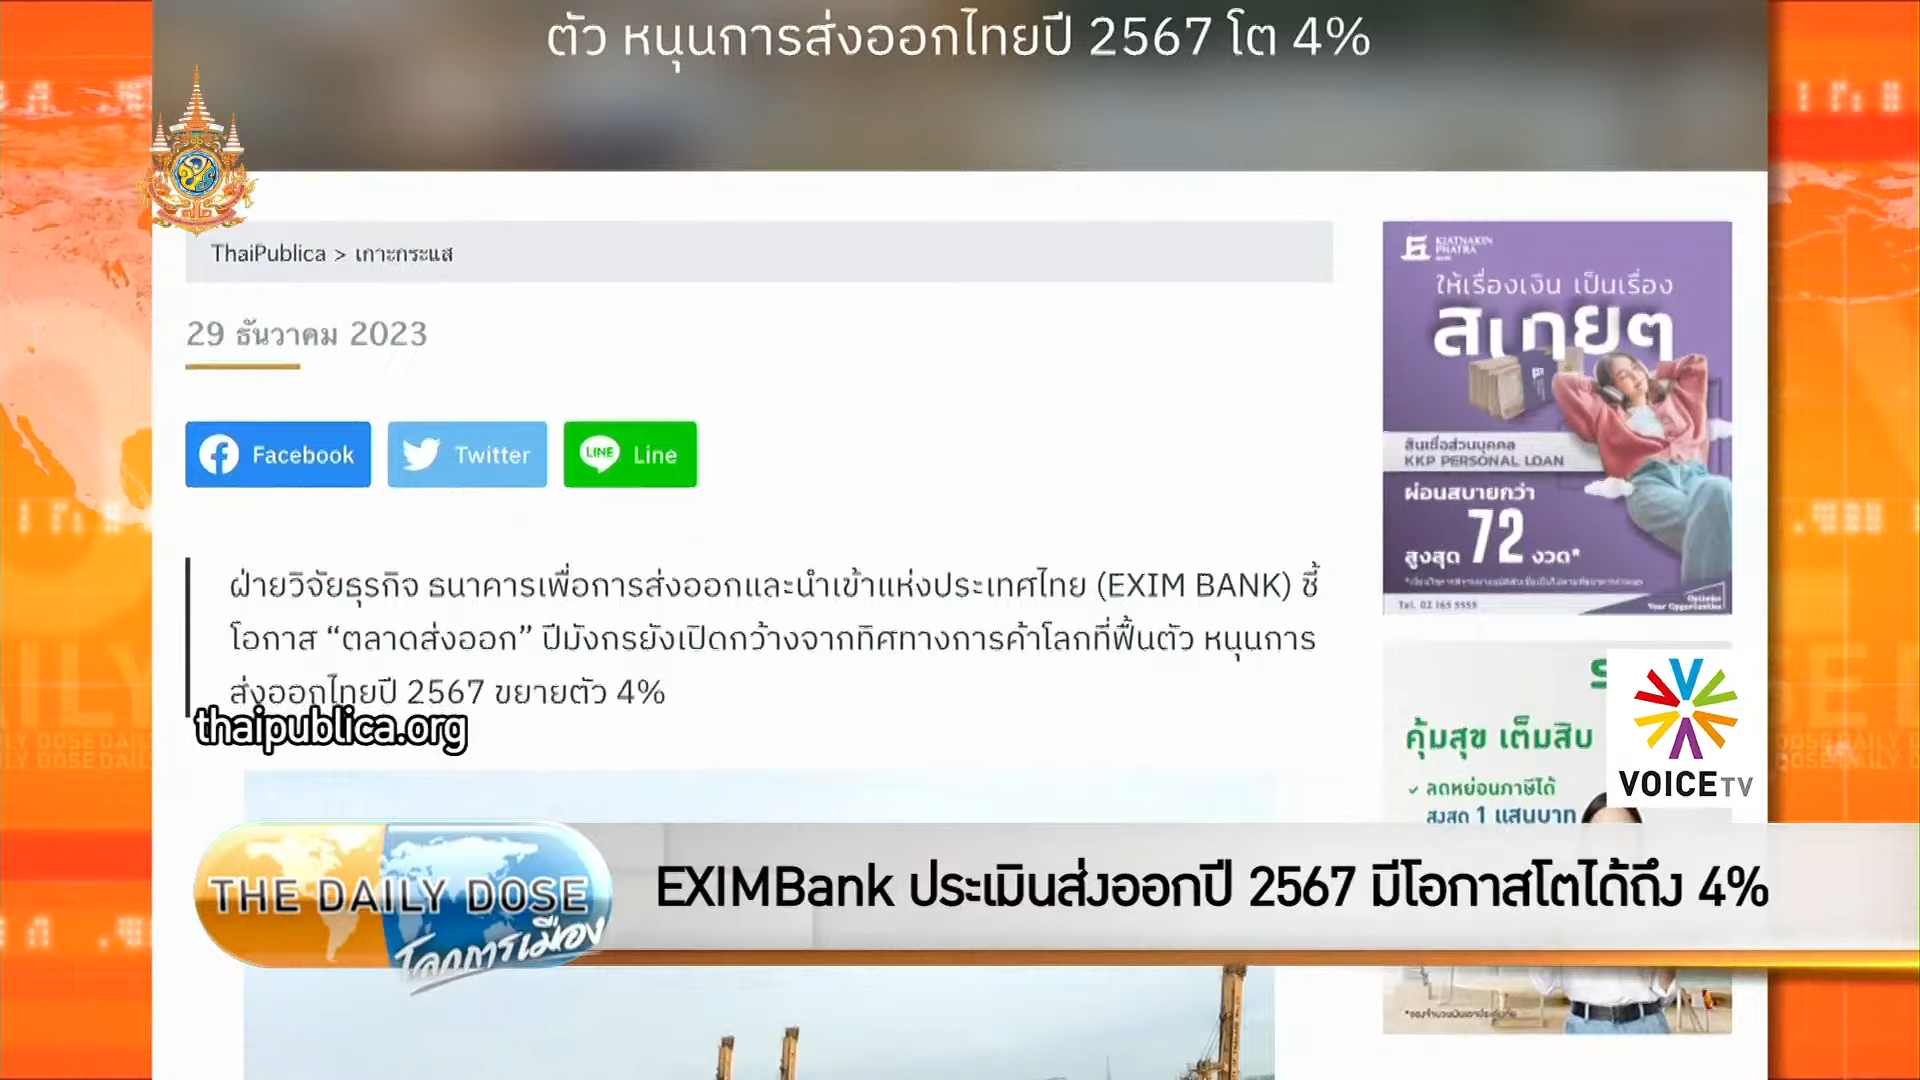 ตัว หนุนการส่งออกไทยปี 2567 โต 4%
ThaiPublica > เกาะกระแส
29 ธันวาคม 2023
Facebook
Twitter
LINE
Line
ฝ่ายวิจัยธุรกิจ ธนาคารเพื่อการส่งออกและนำเข้าแห่งประเทศไทย (EXIM BANK) ชี้
โอกาส “ตลาดส่งออก” ปีมังกรยังเปิดกว้างจากทิศทางการค้าโลกที่ฟื้นตัว หนุนการ
ส่งออกไทยปี 2567 ขยายตัว 4%
thaipublica.org
KIATNAKIN
PHATRA
ให้เรื่องเงิน เป็นเรื่อง
สินเชื่อส่วนบุคคล
KKP PERSONAL LOAN
ผ่อนสบายกว่า
สูงสุด 72 งวด*
Tel. 02 165 5555
Optimize
Your Opportunities
คุ้มสุข เต็มสิบ
ลดหย่อนภาษีได้
สูงสุด 1 แสนบาท
VOICE TV
THE DAILY DOSE
โลกการเมือง
EXIMBank ประเมินส่งออกปี 2567 มีโอกาสโตได้ถึง 4%